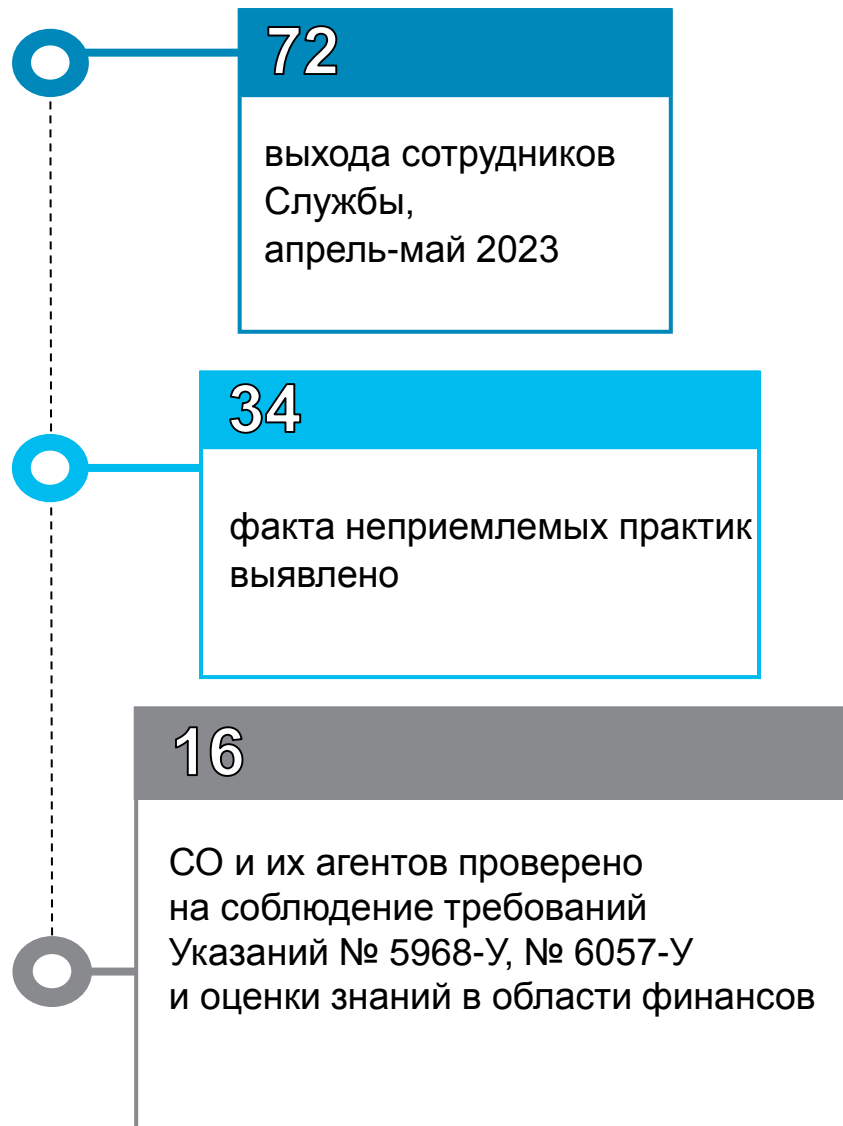 72
выхода сотрудников
Службы,
апрель-май 2023
34
факта неприемлемых практик
выявлено
16
СО и их агентов проверено
на соблюдение требований
Указаний № 5968-У, № 6057-У
и оценки знаний в области финансов